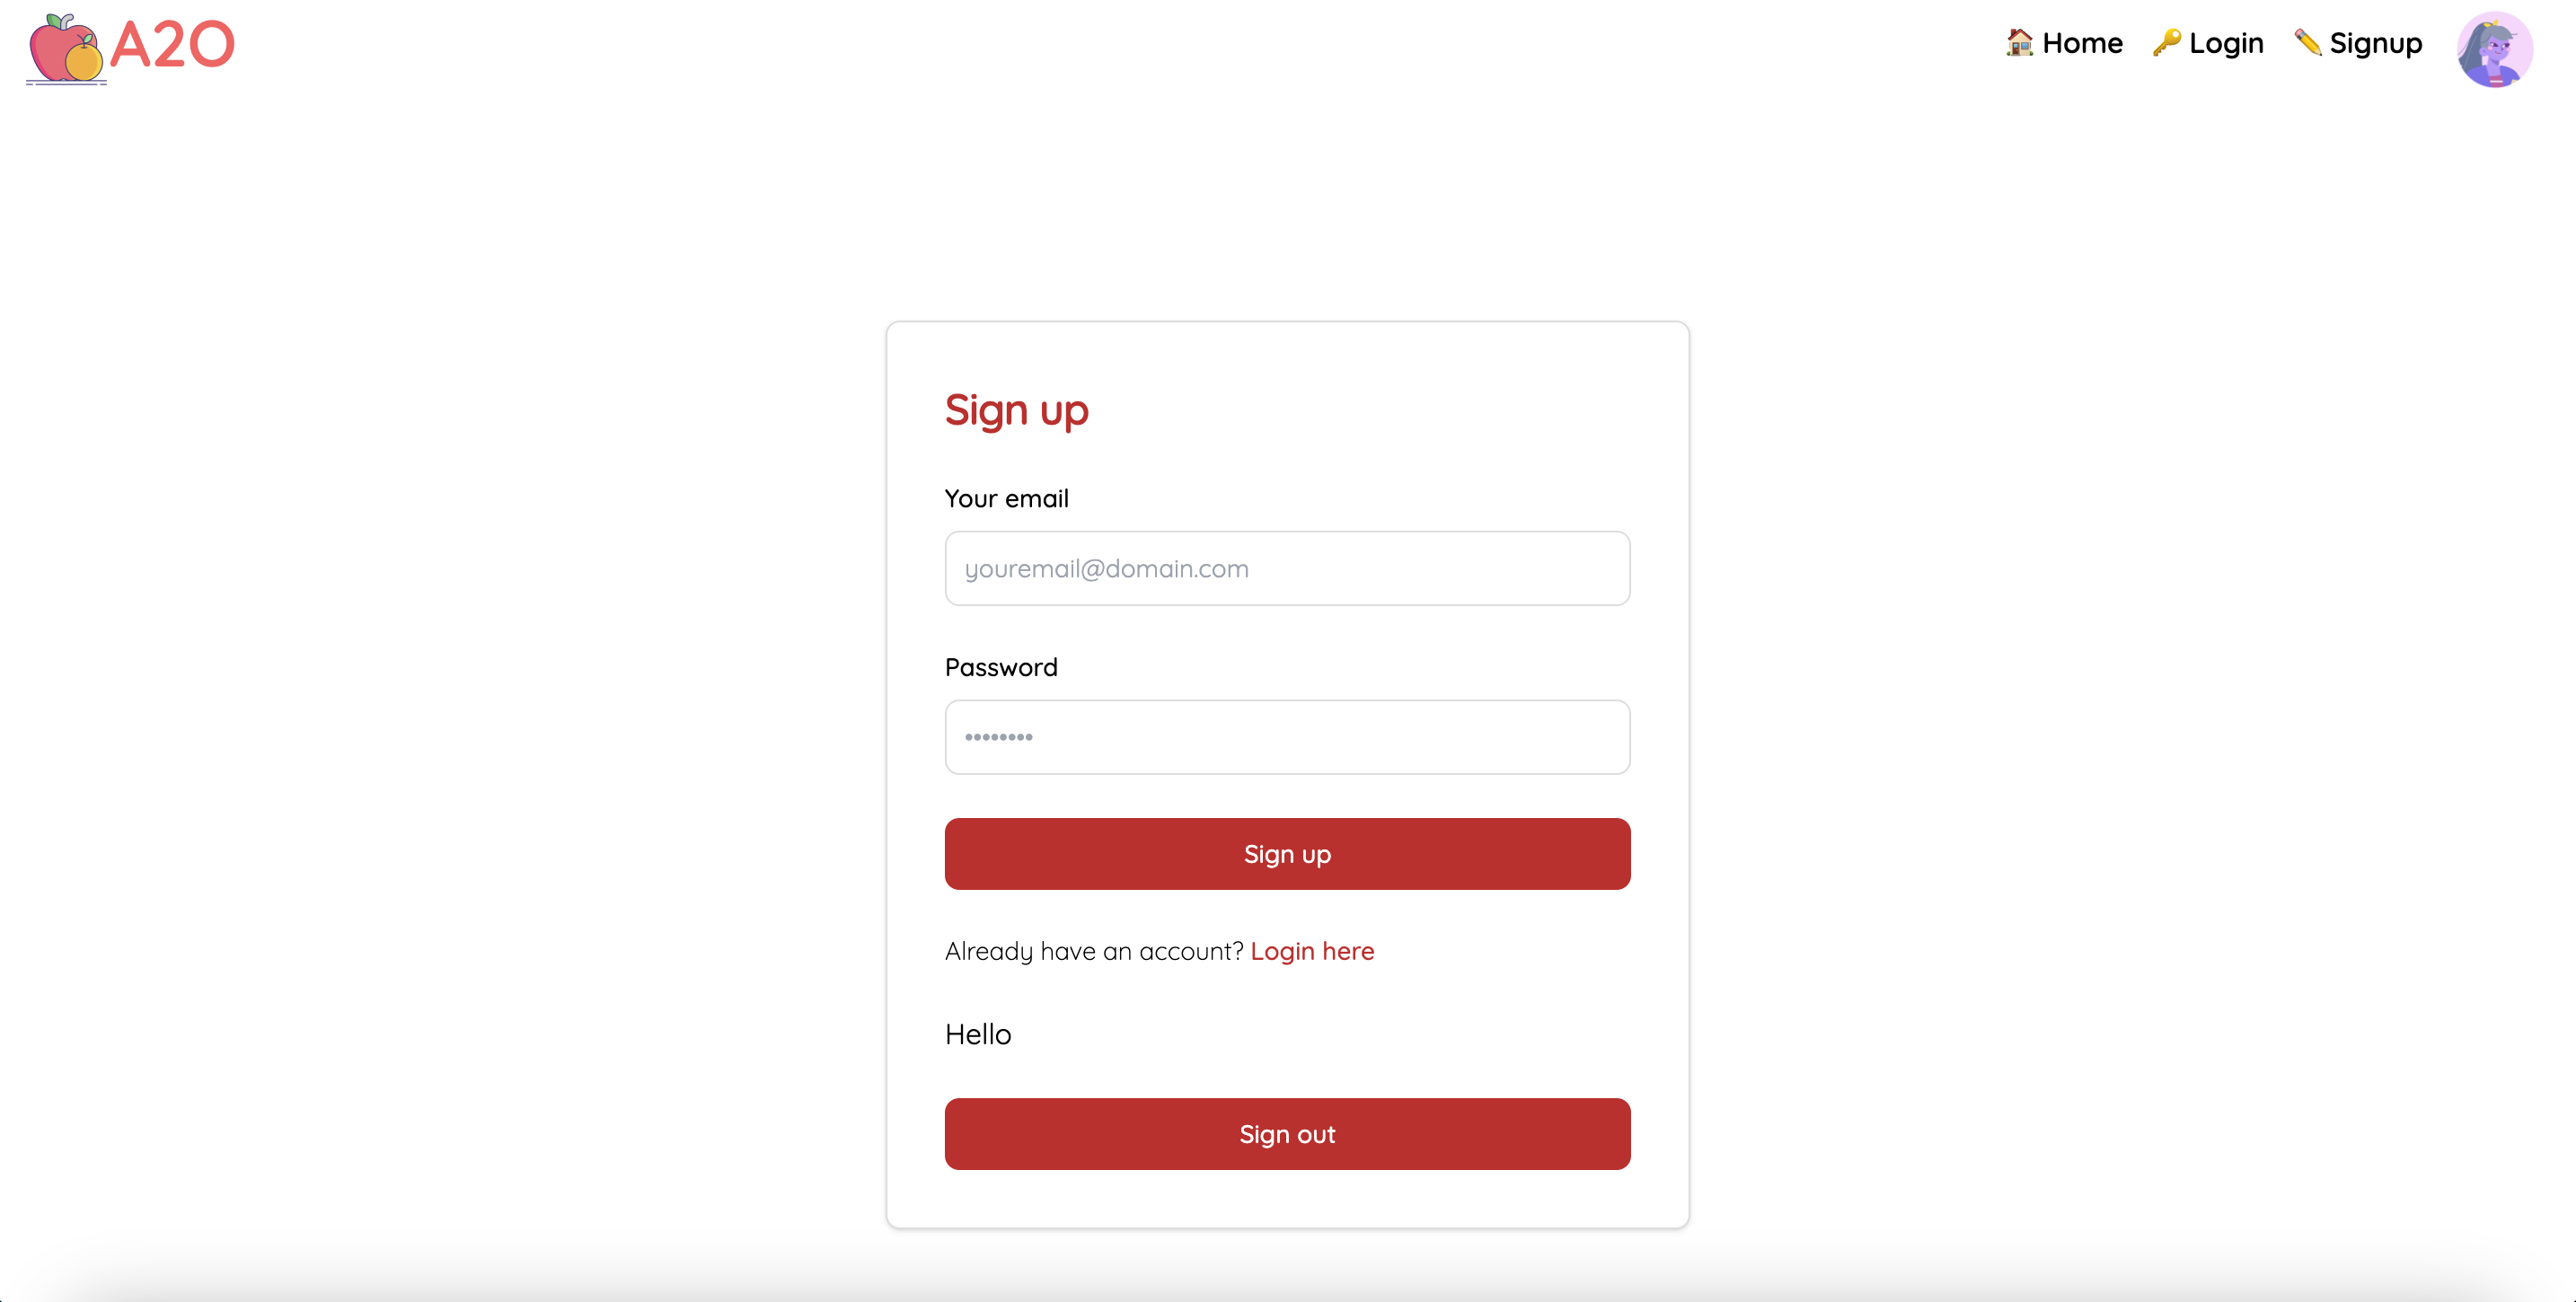 A2O
Home Login Signup
Sign up
Your email
youremail@domain.com
Password
••••••••
Sign up
Already have an account? Login here
Hello
Sign out